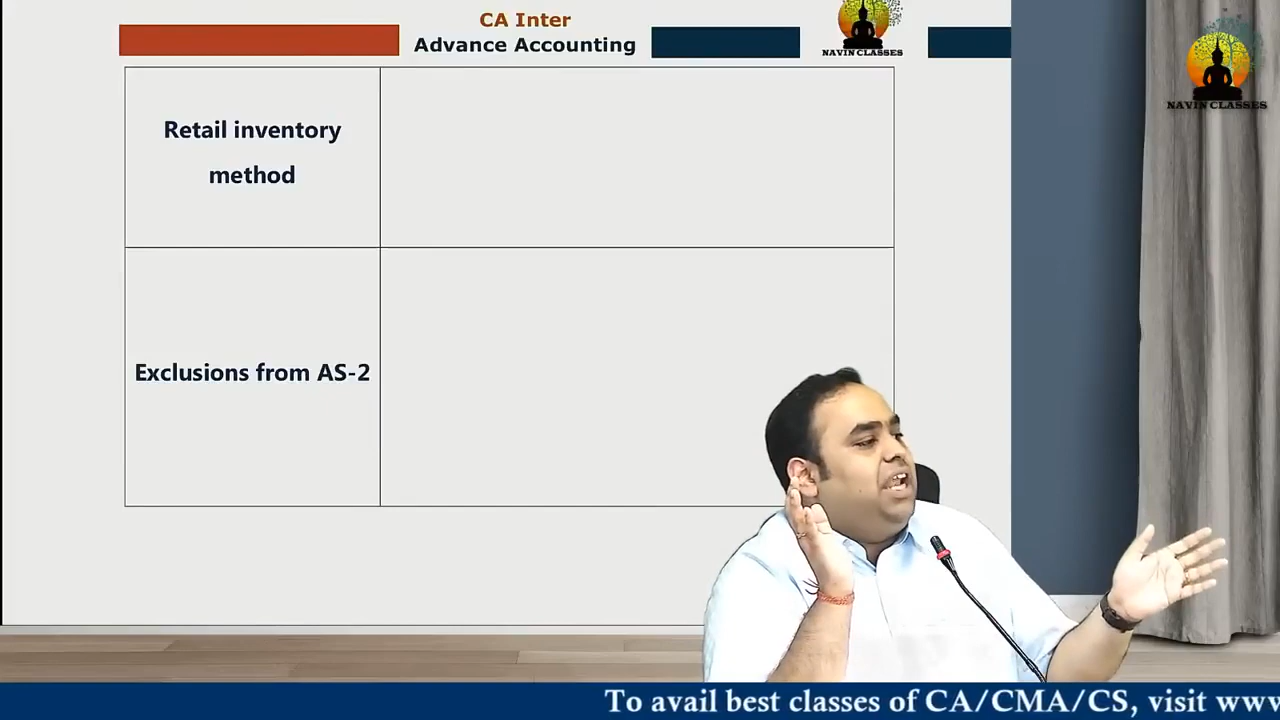 CA Inter
Advance Accounting
NAVIN CLASSES
NAVIN CLASSES
Retail inventory
method
Exclusions from AS-2
To avail best classes of CA/CMA/CS, visit www